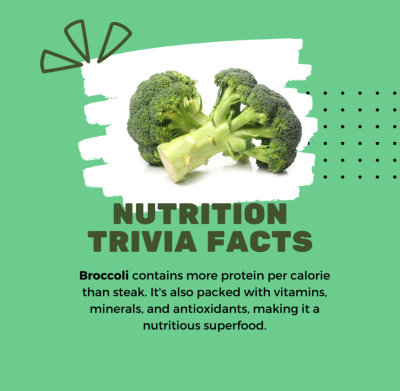 NUTRITION
TRIVIA FACTS
Broccoli contains more protein per calorie
than steak. It's also packed with vitamins,
minerals, and antioxidants, making it a
nutritious superfood.